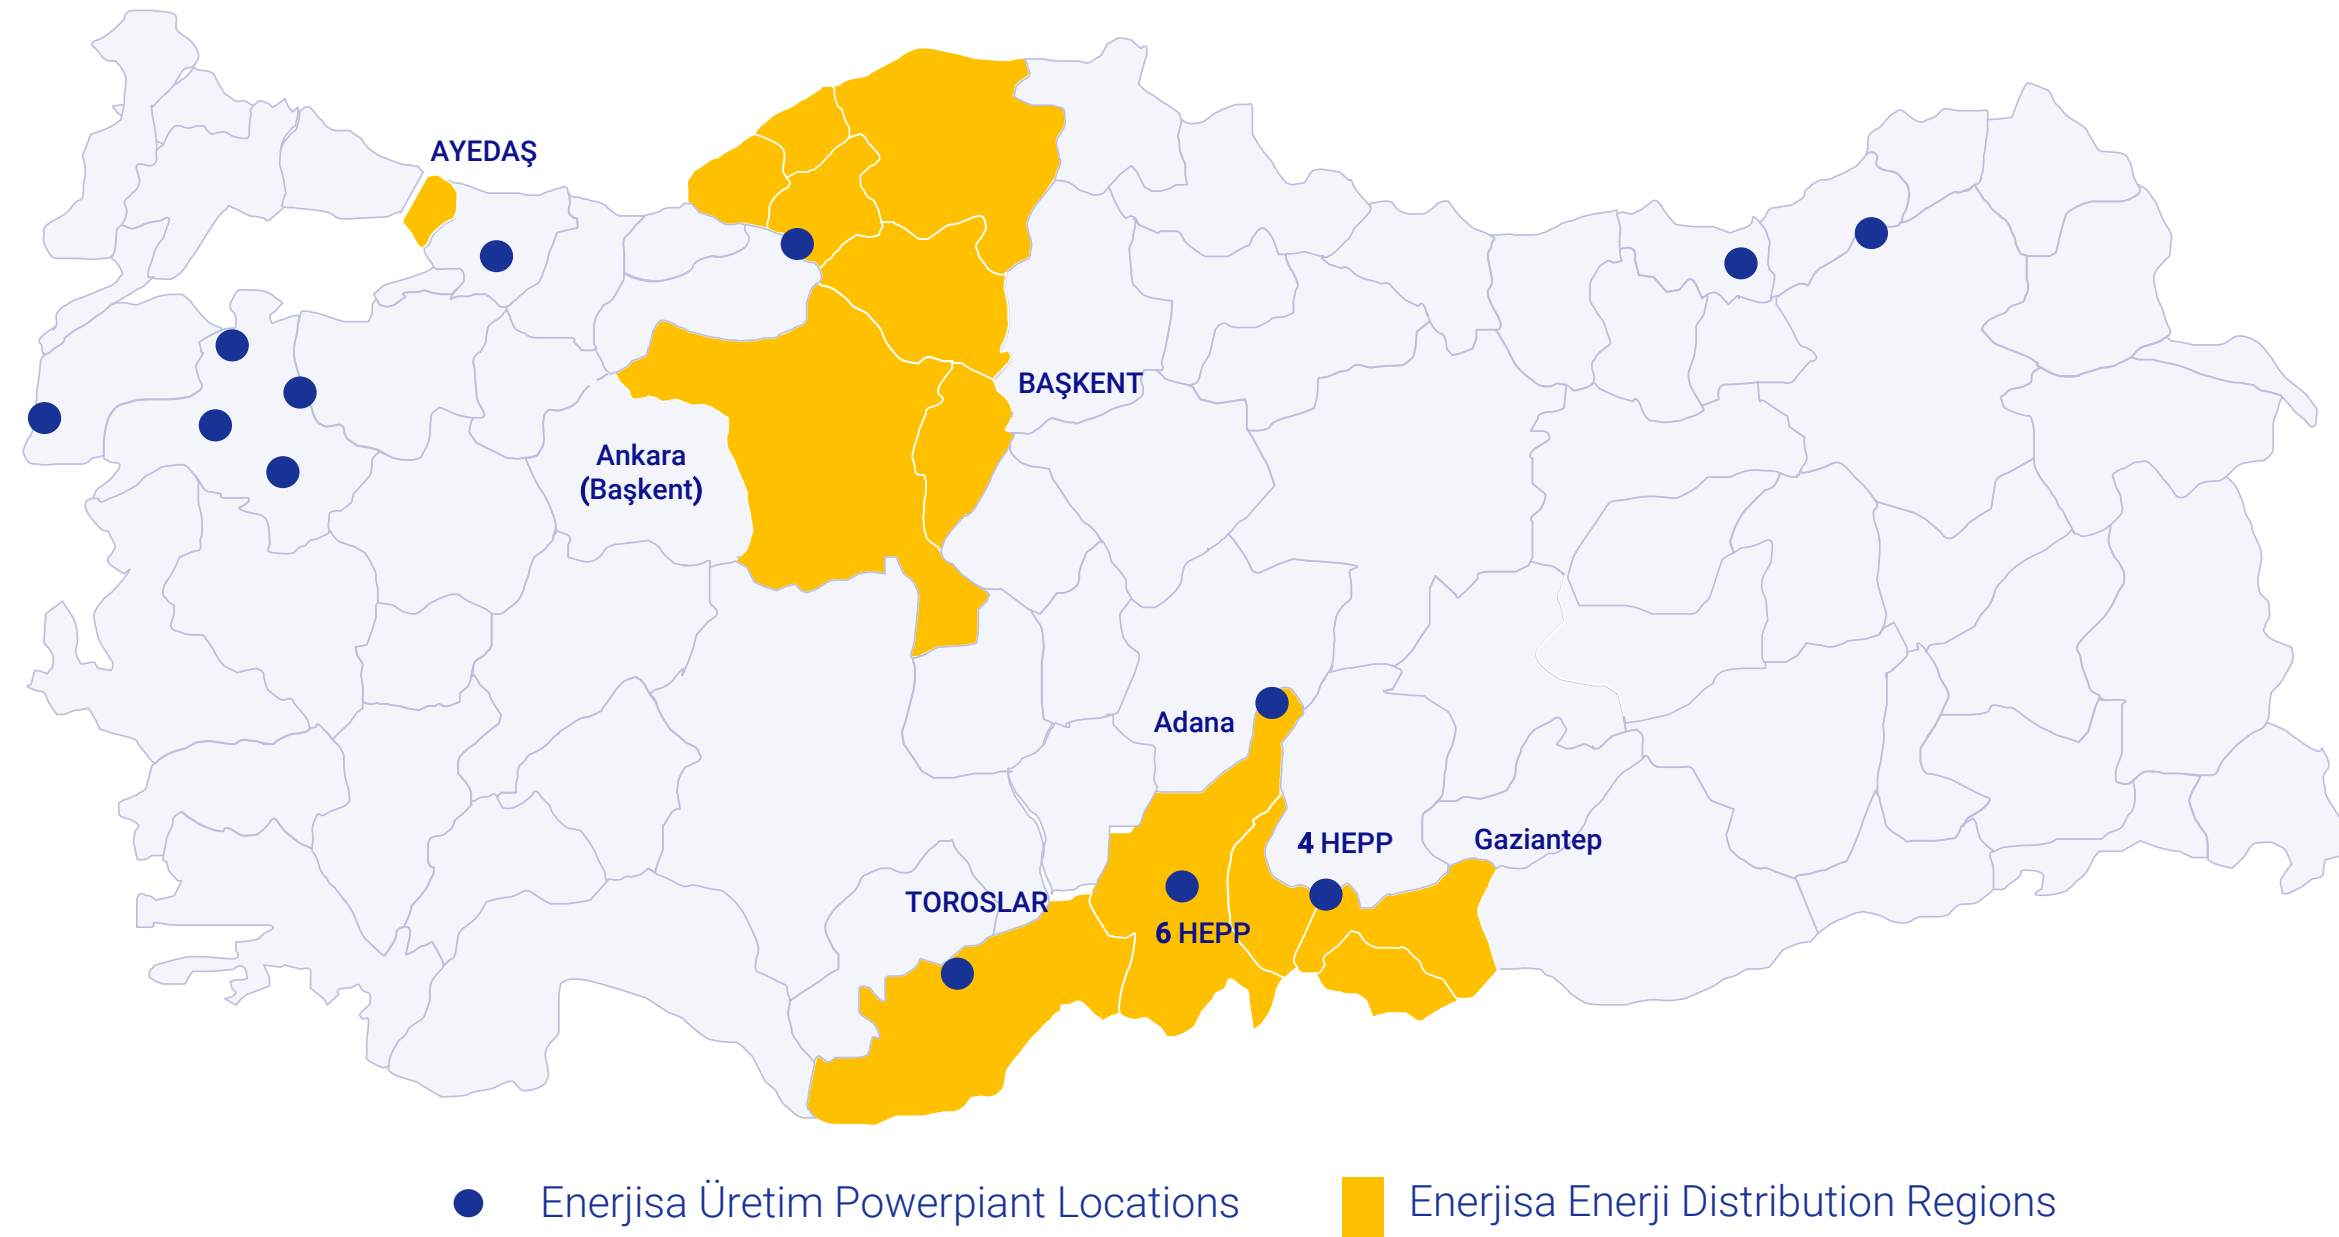 AYEDAŞ
BAŞKENT
Ankara
(Başkent)
Adana
4 HEPP
Gaziantep
TOROSLAR
6 HEPP
Enerjisa Üretim Powerpiant Locations
Enerjisa Enerji Distribution Regions